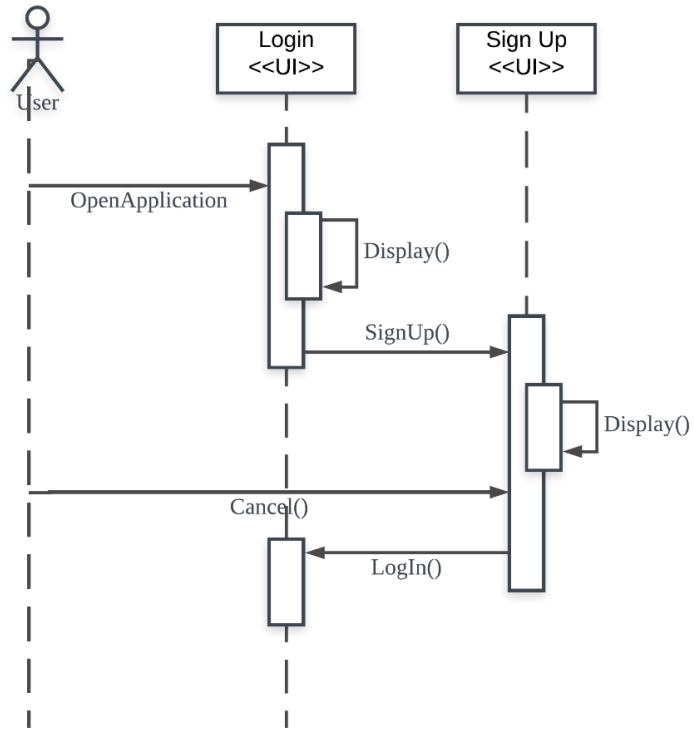 Login
<<UI>>
Sign Up
<<UI>>
User
OpenApplication
Display()
SignUp()
Display()
Cancel()
LogIn()